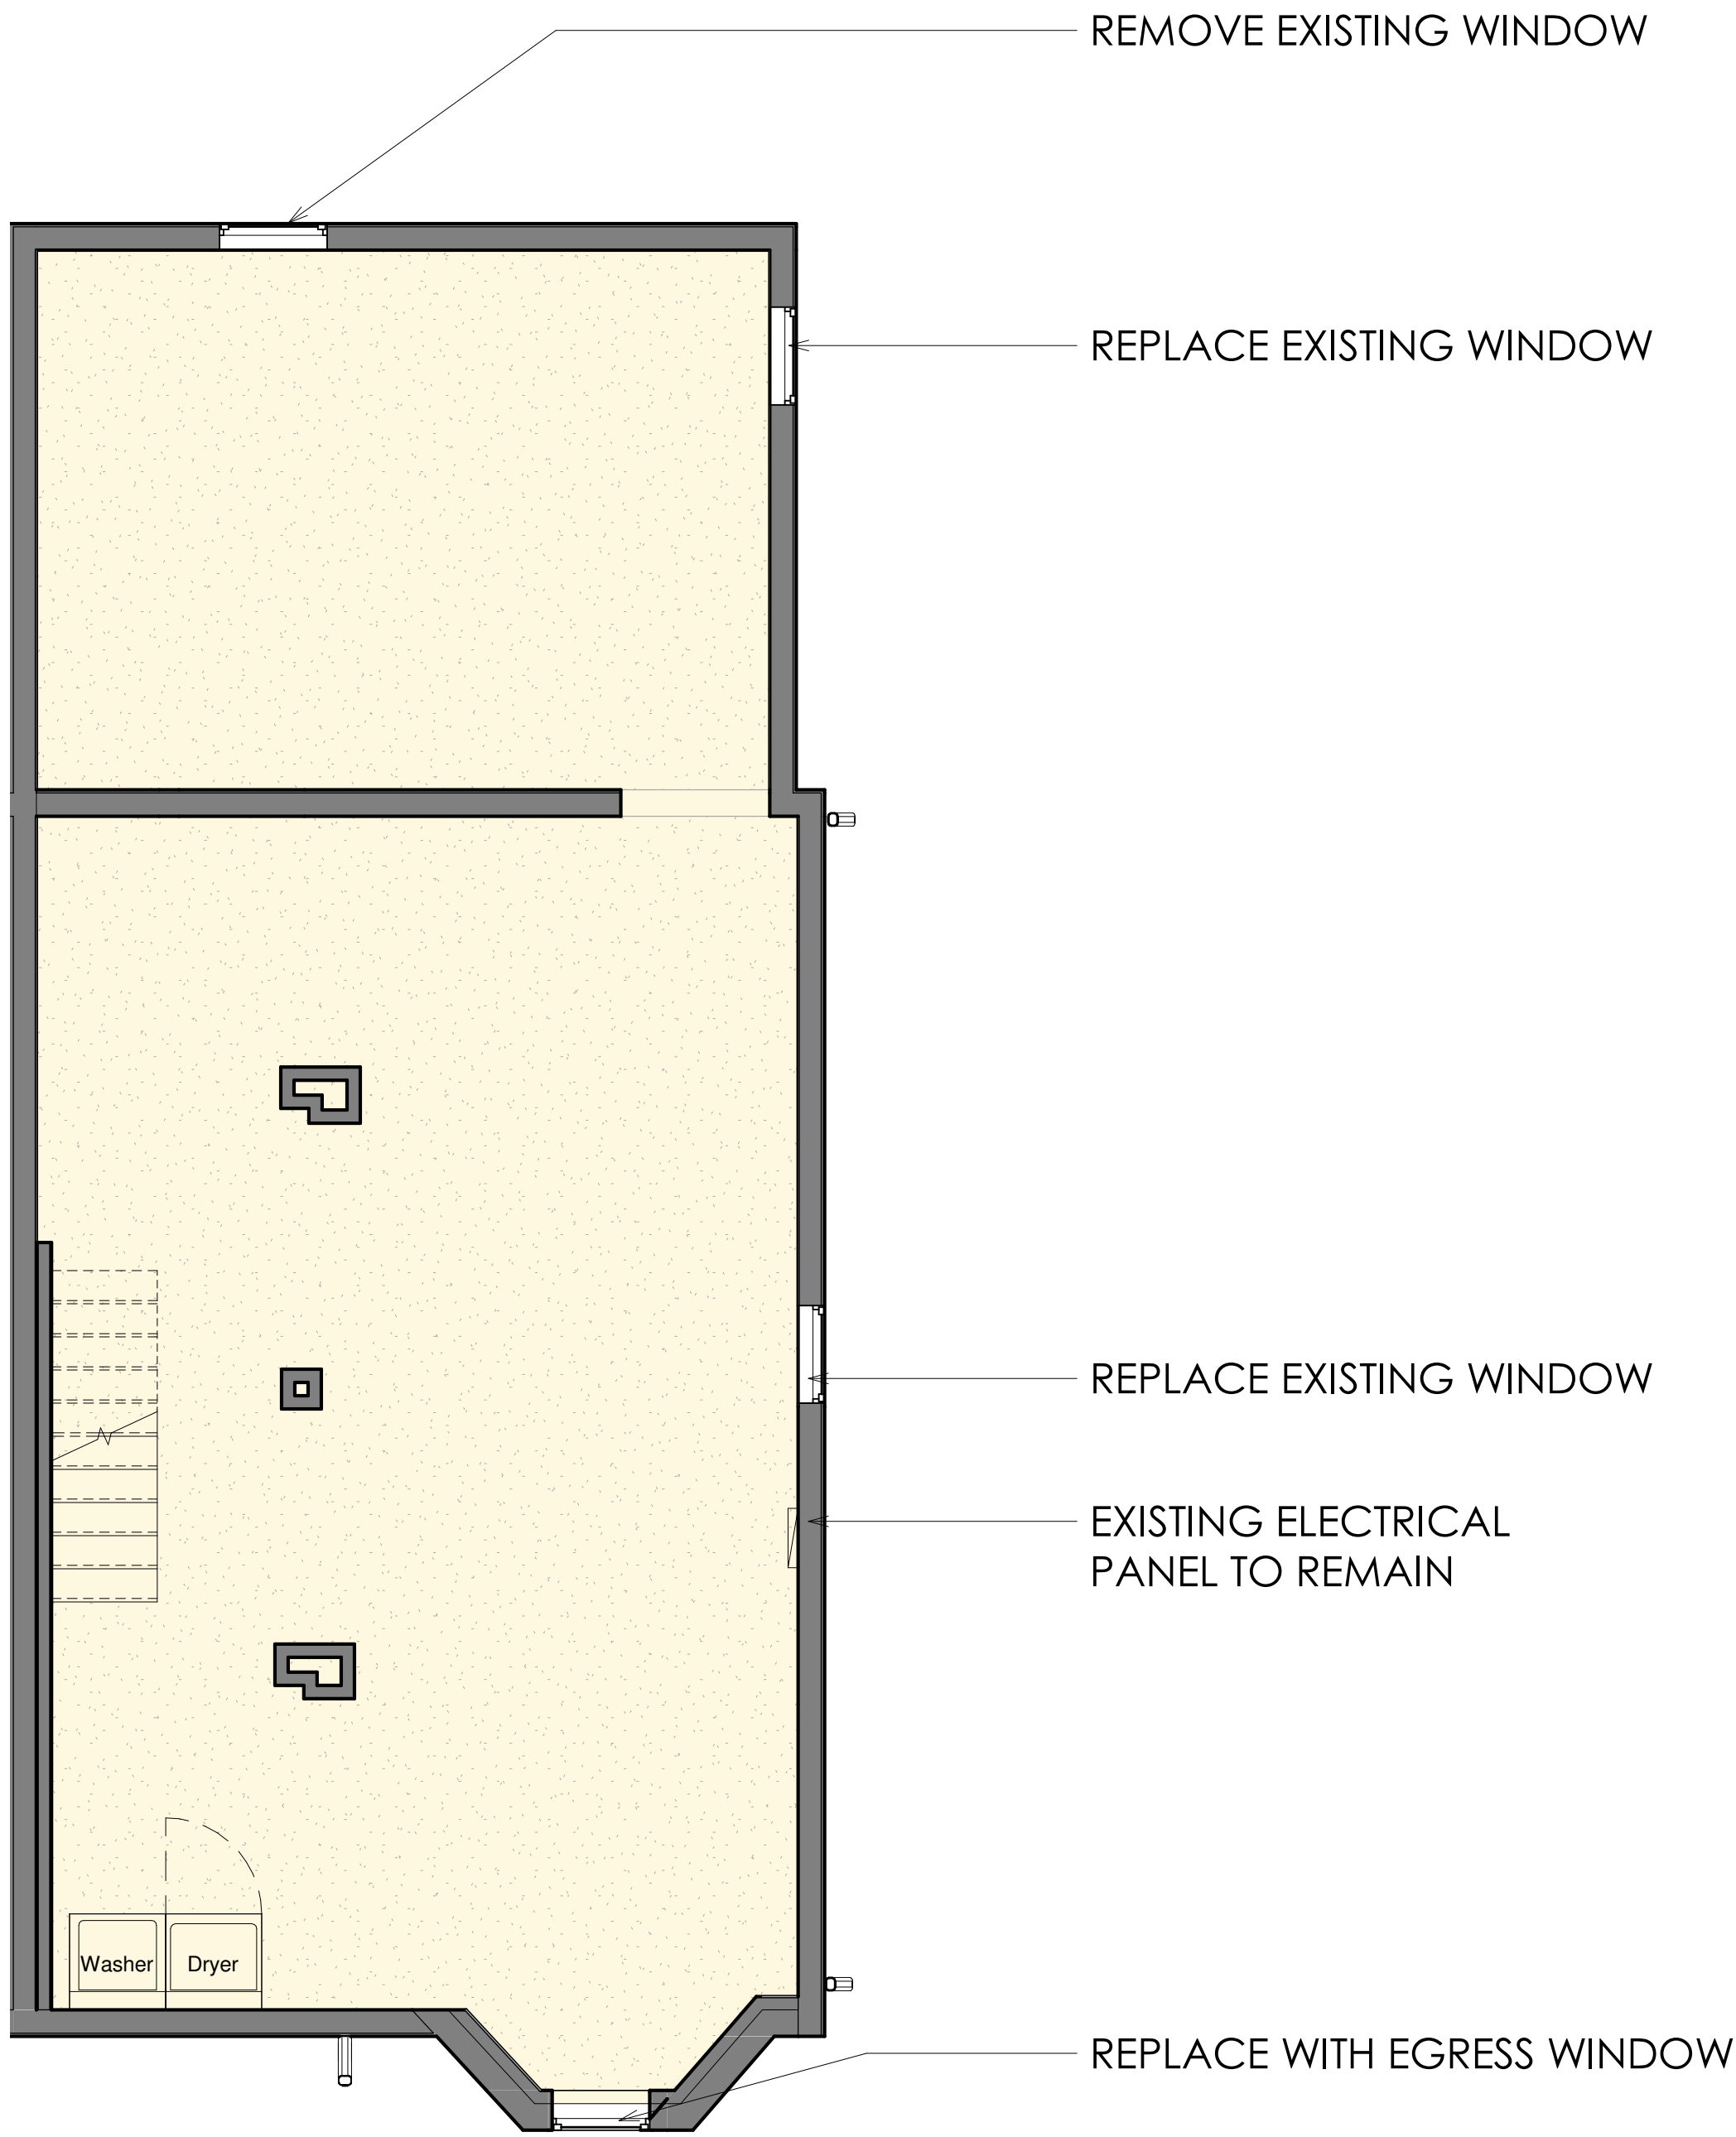 REMOVE EXISTING WINDOW
REPLACE EXISTING WINDOW
REPLACE EXISTING WINDOW
EXISTING ELECTRICAL
PANEL TO REMAIN
Washer Dryer
REPLACE WITH EGRESS WINDOW